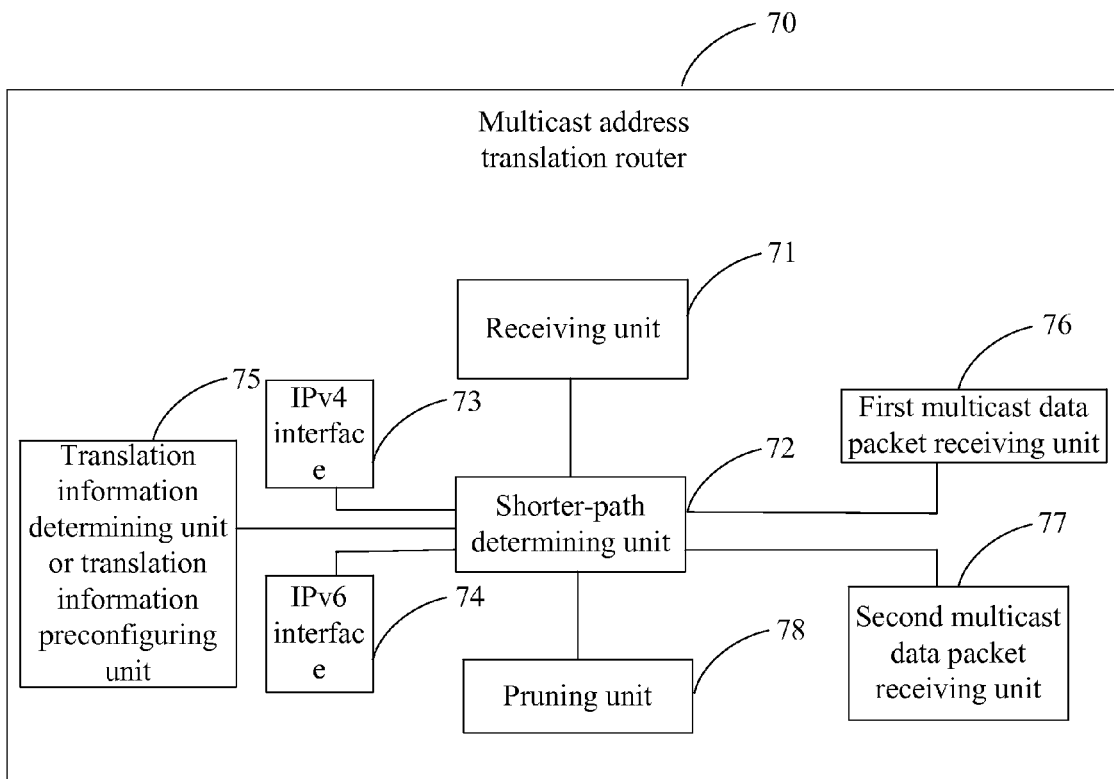 70
Multicast address
translation router
71
Receiving unit
76
First multicast data
packet receiving unit
75
IPv4
interfac
e
73
Translation
information
determining unit
or translation
information
preconfiguring
unit
72
Shorter-path
determining unit
77
Second multicast
data packet
receiving unit
IPv6
interfac
e
74
78
Pruning unit